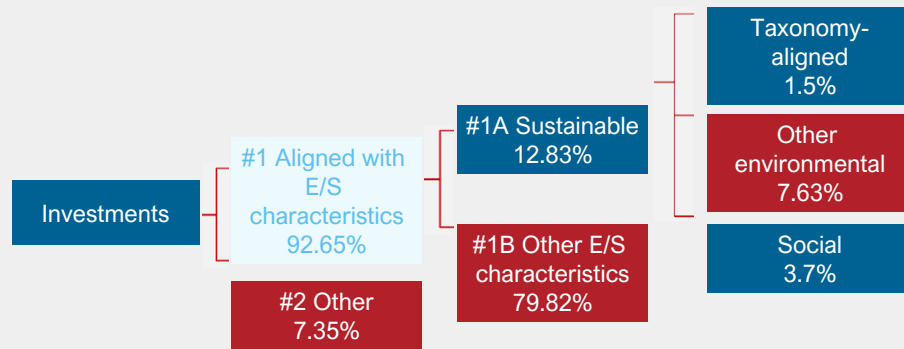 Investments
#1 Aligned with
E/S
characteristics
92.65%
#2 Other
7.35%
#1A Sustainable
12.83%
#1B Other E/S
characteristics
79.82%
Taxonomy-
aligned
1.5%
Other
environmental
7.63%
Social
3.7%